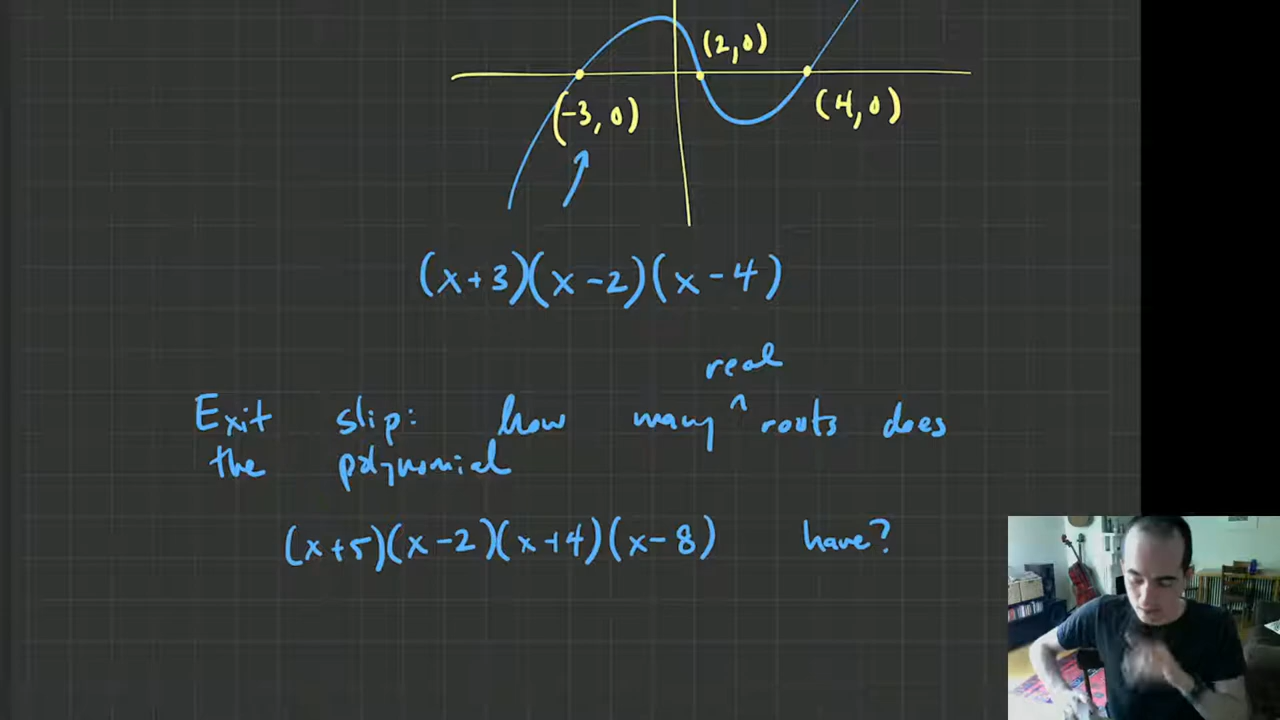 (2,0)
(-3,0)
(4,0)
(x+3)(x-2)(x-4)
real
Exit slip: how many ^ roots does
the polynomial
(x+5)(x-2)(x+4)(x-8) have?